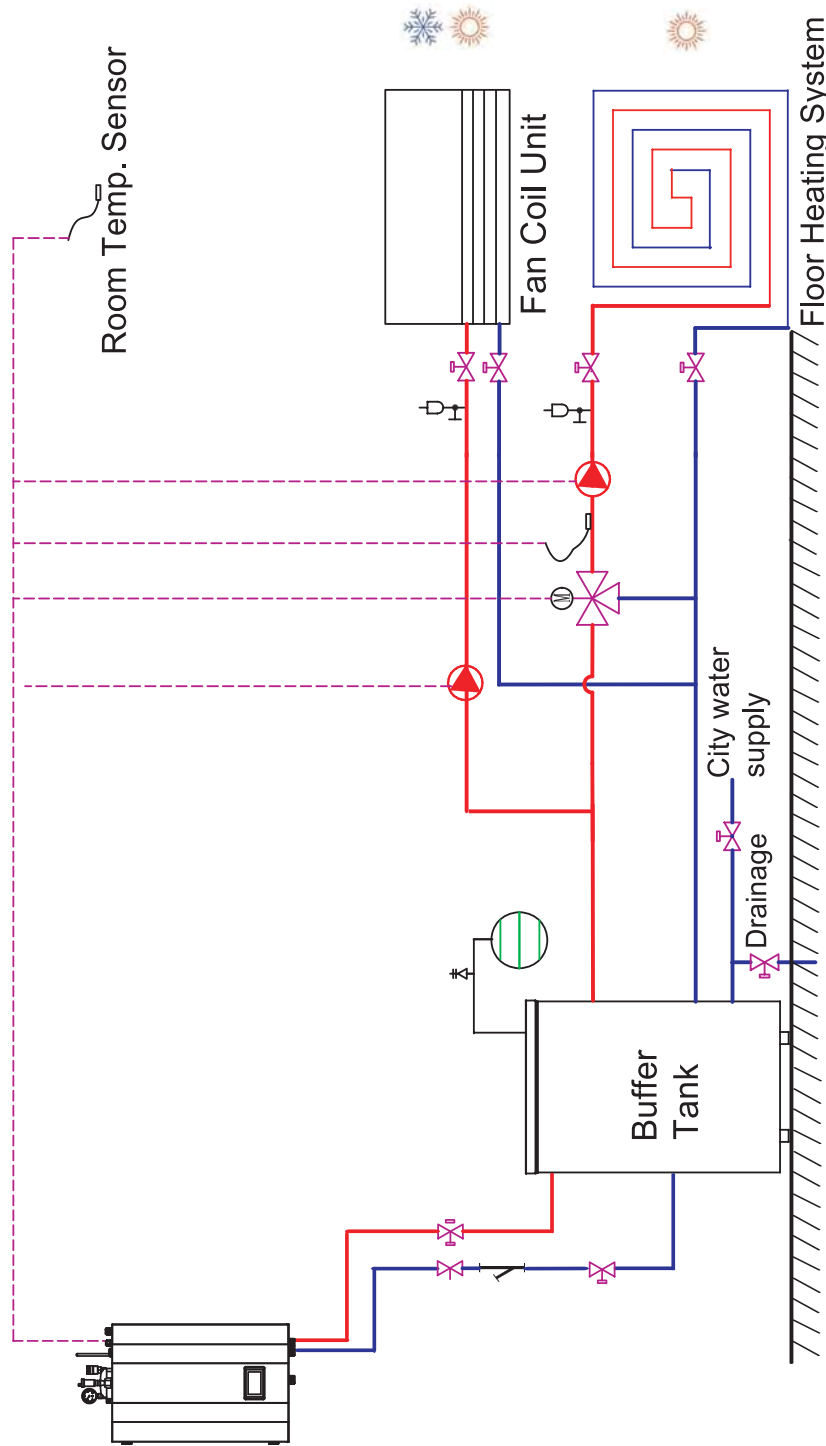 Room Temp. Sensor
Fan Coil Unit
Floor Heating System
City water
supply
Drainage
Buffer
Tank
M